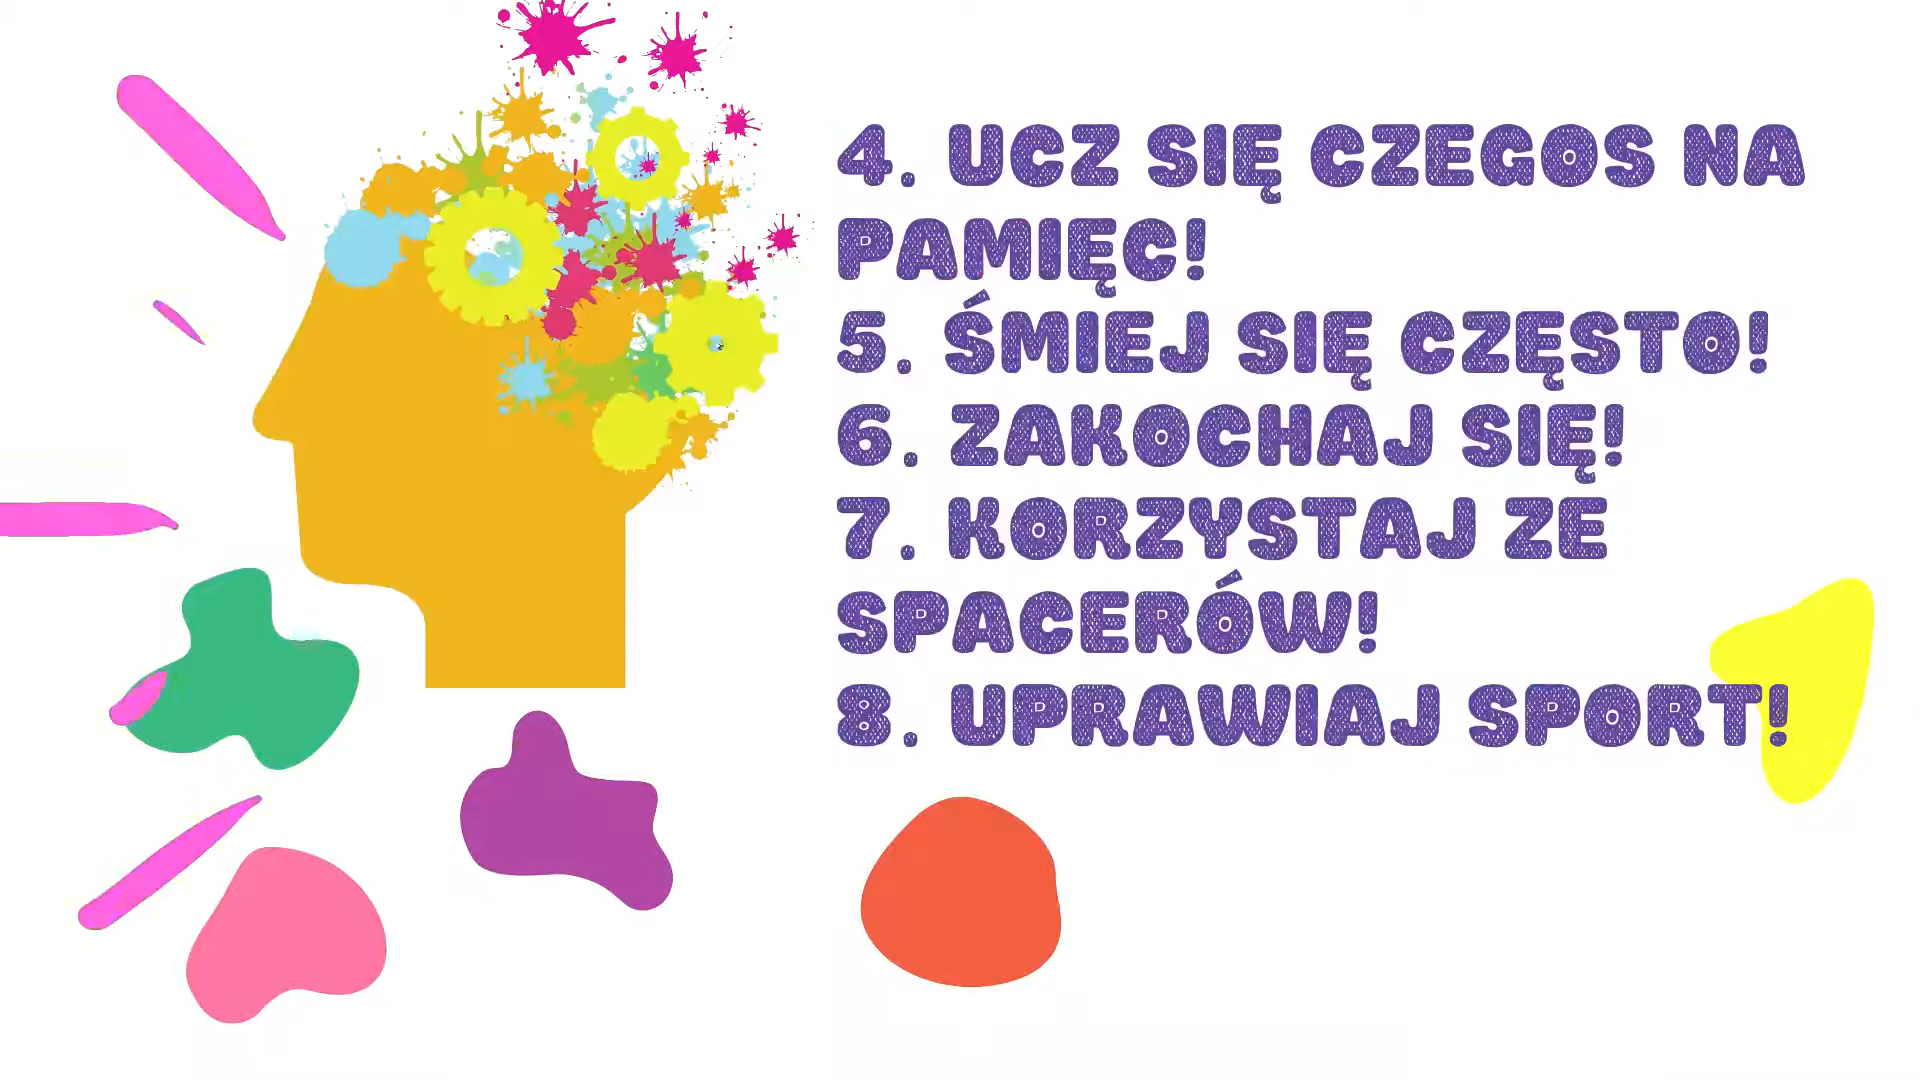 4. UCZ SIĘ CZEGOS NA
PAMIĘC!
5. ŚMIEJ SIĘ CZĘSTO!
6. ZAKOCHAJ SIĘ!
7. KORZYSTAJ ZE
SPACERÓW!
8. UPRAWIAJ SPORT!